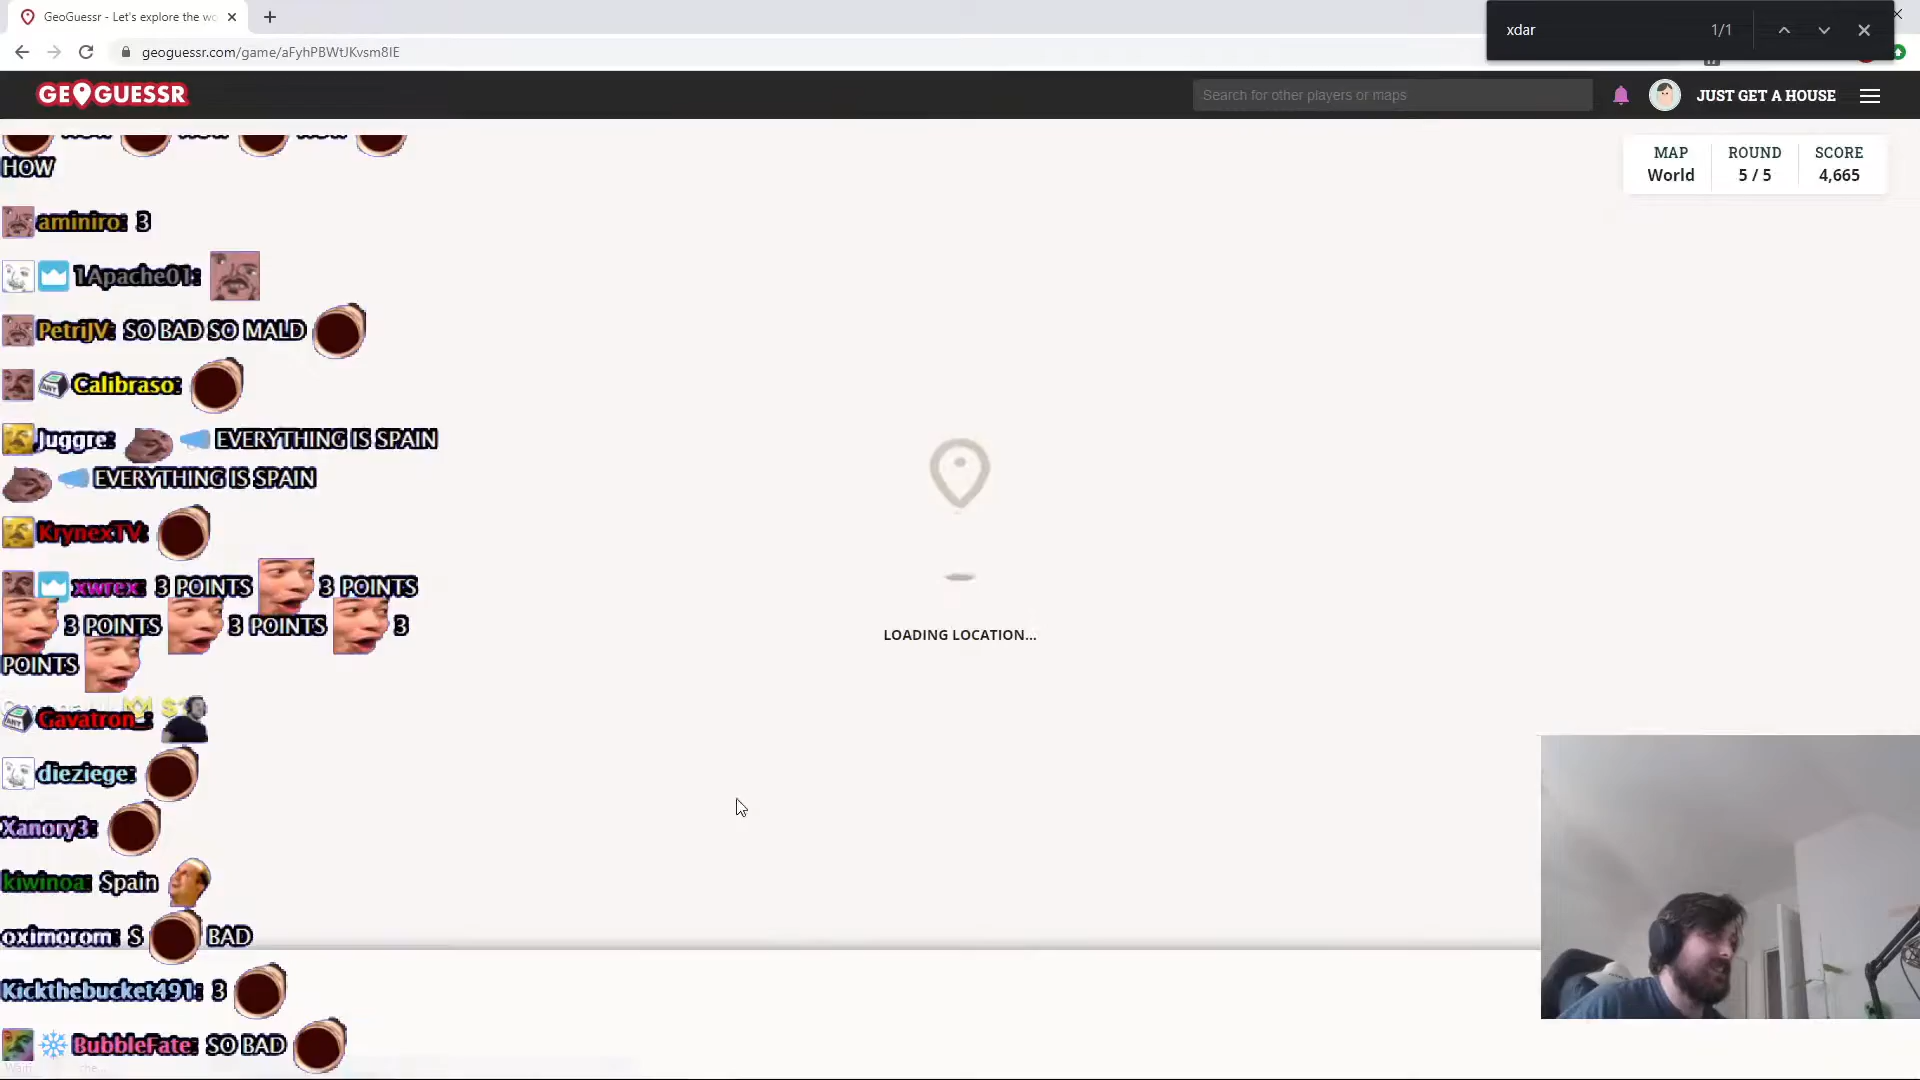 GeoGuessr - Let's explore the wo
xdar
1/1
geoguessr.com/game/aFyhPBWtJKvsm8IE
GEOGUESSR
Search for other players or maps
JUST GET A HOUSE
MAP
World
ROUND
5 / 5
SCORE
4,665
HOW
aminiro: 3
1Apache01:
PetriJV: SO BAD SO MALD
Calibraso:
Juggre: EVERYTHING IS SPAIN
EVERYTHING IS SPAIN
KrynexTV:
xwrex: 3 POINTS 3 POINTS
3 POINTS 3 POINTS 3
POINTS
Gavatron_:
dieziege:
Xanory3:
kiwinoa: Spain
oximorom: S BAD
Kickthebucket491: 3
BubbleFate: SO BAD
LOADING LOCATION...